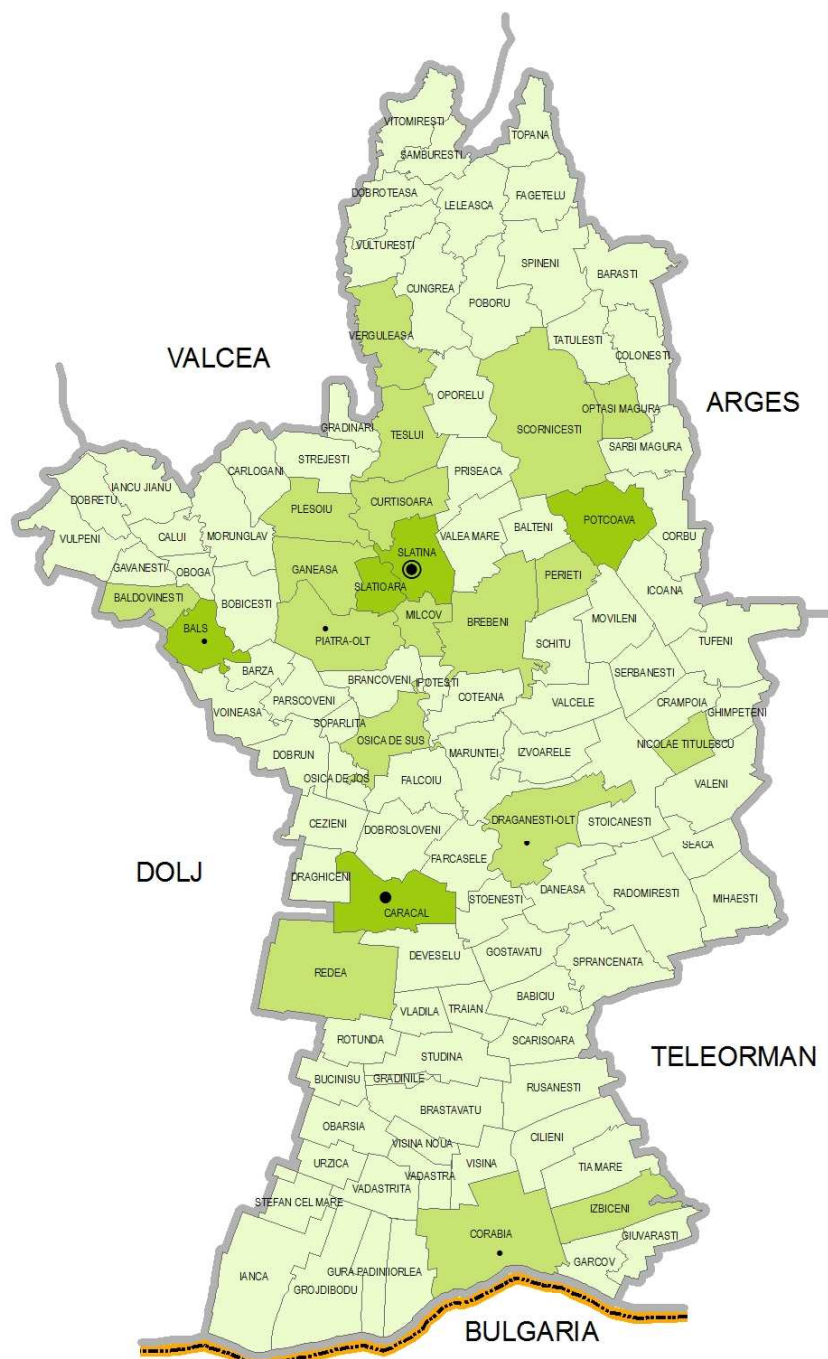 VITOMIRESTI
TOPANA
SAMBURESTI
DOBROTEASA
LELEASCA
FAGETELU
VULTURESTI
SPINENI
BARASTI
CUNGREA
POBORU
VERGULEASA
TATULESTI
COLONESTI
VALCEA
OPORELU
ARGES
OPTASI MAGURA
GRADINARI
TESLUI
SCORNICESTI
SARBI MAGURA
STREJESTI
CARLOGANI
PRISEACA
IANCU JIANU
DOBRETU
PLESOIU
CURTISOARA
POTCOAVA
BALTENI
VULPENI
CALUI
MORUNGLAV
VALEA MARE
CORBU
SLATINA
GAVANESTI
OBOGA
GANEASA
PERIETI
SLATIOARA
ICOANA
BALDOVINESTI
BOBICESTI
MILCOV
BREBENI
MOVILENI
BALS
PIATRA-OLT
SCHITU
TUFENI
BARZA
BRANCOVENI
IPOTESTI
SERBANESTI
COTEANA
VALCELE
CRAMPOIA
PARSCOVENI
VOINEASA
GHIMPETENI
SOPARLITA
OSICA DE SUS
NICOLAE TITULESCU
DOBRUN
MARUNTEI
IZVOARELE
OSICA DE JOS
FALCOIU
VALENI
CEZIENI
DOBROSLOVENI
DRAGANESTI-OLT
STOICANESTI
SEACA
FARCASELE
DOLJ
DRAGHICENI
DANEASA
RADOMIRESTI
STOENESTI
MIHAESTI
CARACAL
DEVESELU
GOSTAVATU
SPRANCENATA
REDEA
BABICIU
TRAIAN
VLADILA
ROTUNDA
SCARISOARA
STUDINA
TELEORMAN
BUCINISU
GRADINILE
RUSANESTI
BRASTAVATU
OBARSIA
CILIENI
VISINA NOUA
URZICA
VISINA
TIA MARE
VADASTRA
VADASTRITA
STEFAN CEL MARE
IZBICENI
CORABIA
GIUVARASTI
GARCOV
IANCA
GURA PADINII
ORLEA
GROJDIBODU
BULGARIA